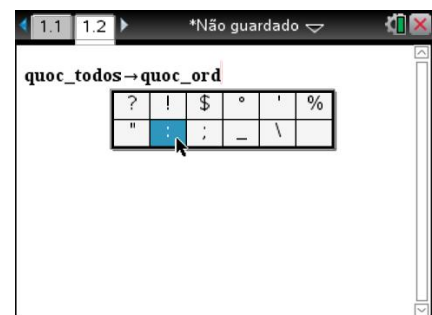 1.1 1.2 *Não guardado
quoc_todos→quoc_ord
? ! $ ° ' %
" : ; _ \